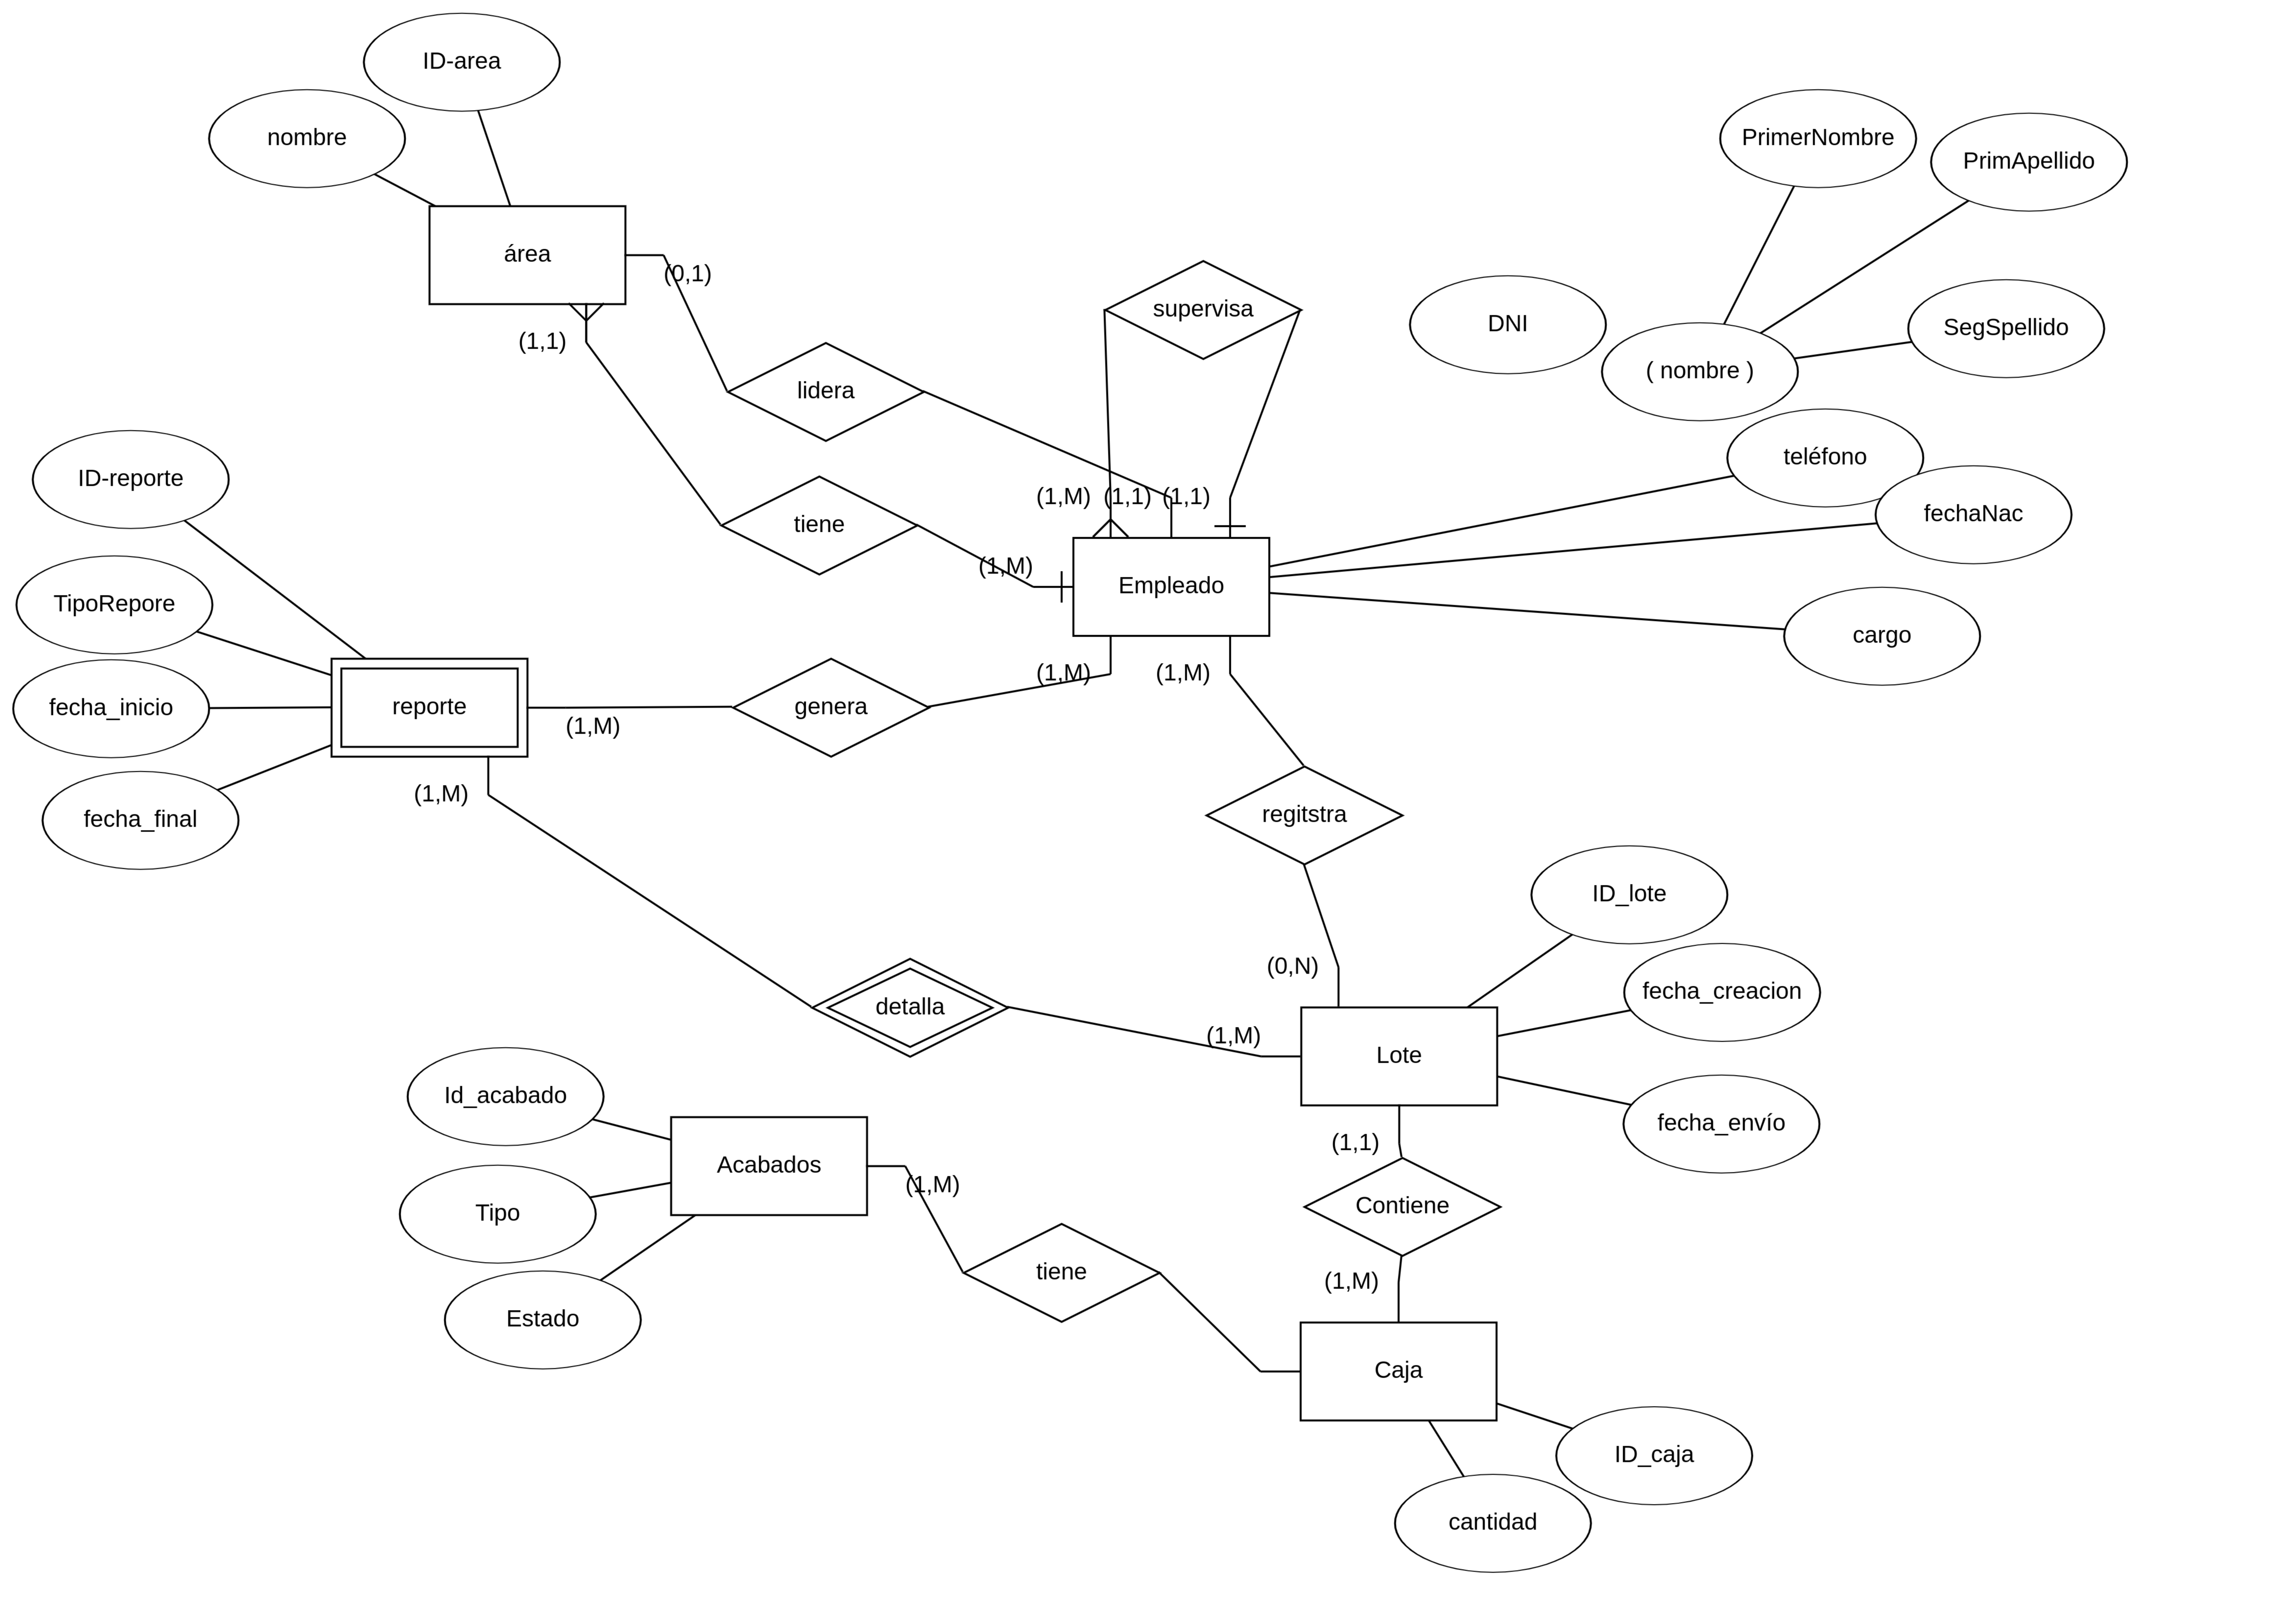 ID-area
nombre
PrimerNombre
PrimApellido
área
(0,1)
supervisa
DNI
SegSpellido
(1,1)
( nombre )
lidera
teléfono
ID-reporte
(1,M)
(1,1)
(1,1)
fechaNac
tiene
(1,M)
Empleado
TipoRepore
cargo
(1,M)
(1,M)
fecha_inicio
reporte
genera
(1,M)
(1,M)
fecha_final
regitstra
ID_lote
(0,N)
fecha_creacion
detalla
(1,M)
Lote
Id_acabado
fecha_envío
(1,1)
Acabados
(1,M)
Contiene
Tipo
tiene
(1,M)
Estado
Caja
ID_caja
cantidad